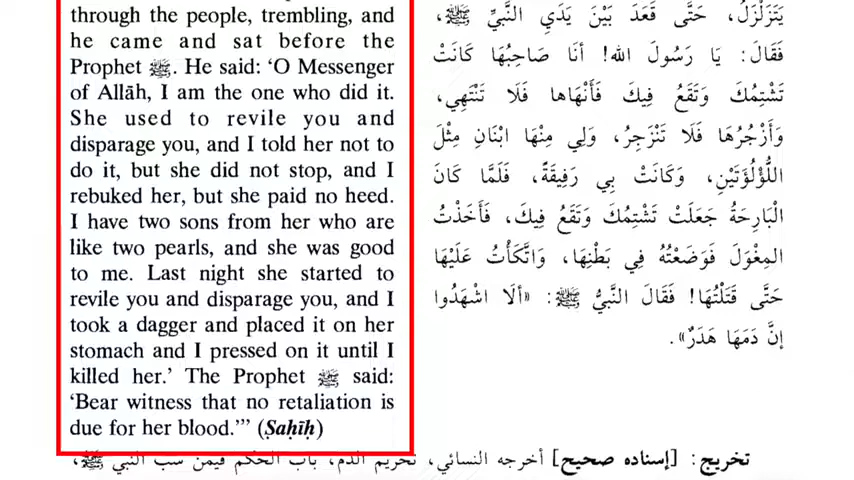 through the people, trembling, and
he came and sat before the
Prophet ﷺ. He said: ‘O Messenger
of Allāh, I am the one who did it.
She used to revile you and
disparage you, and I told her not to
do it, but she did not stop, and I
rebuked her, but she paid no heed.
I have two sons from her who are
like two pearls, and she was good
to me. Last night she started to
revile you and disparage you, and I
took a dagger and placed it on her
stomach and I pressed on it until I
killed her.’ The Prophet ﷺ said:
‘Bear witness that no retaliation is
due for her blood.’” (Ṣaḥīḥ)
يَتَزَلْزَلُ، حَتَّى قَعَدَ بَيْنَ يَدَيِ النَّبِيِّ ﷺ،
فَقَالَ: يَا رَسُولَ اللهِ! أَنَا صَاحِبُهَا كَانَتْ
تَشْتِمُكَ وَتَقَعُ فِيكَ فَأَنْهَاهَا فَلَا تَنْتَهِي،
وَأَزْجُرُهَا فَلَا تَنْزَجِرُ، وَلِي مِنْهَا ابْنَانِ مِثْلَ
اللُّؤْلُؤَتَيْنِ، وَكَانَتْ بِي رَفِيقَةً، فَلَمَّا كَانَ
الْبَارِحَةُ جَعَلَتْ تَشْتِمُكَ وَتَقَعُ فِيكَ، فَأَخَذْتُ
المِغْوَلَ فَوَضَعْتُهُ فِي بَطْنِهَا، وَاتَّكَأْتُ عَلَيْهَا
حَتَّى قَتَلْتُهَا! فَقَالَ النَّبِيُّ ﷺ: «أَلَا اشْهَدُوا
إِنَّ دَمَهَا هَدَرٌ».
تخريج: [إسناده صحيح] أخرجه النسائي، تحريم الدم، باب الحكم فيمن سب النبي ﷺ،